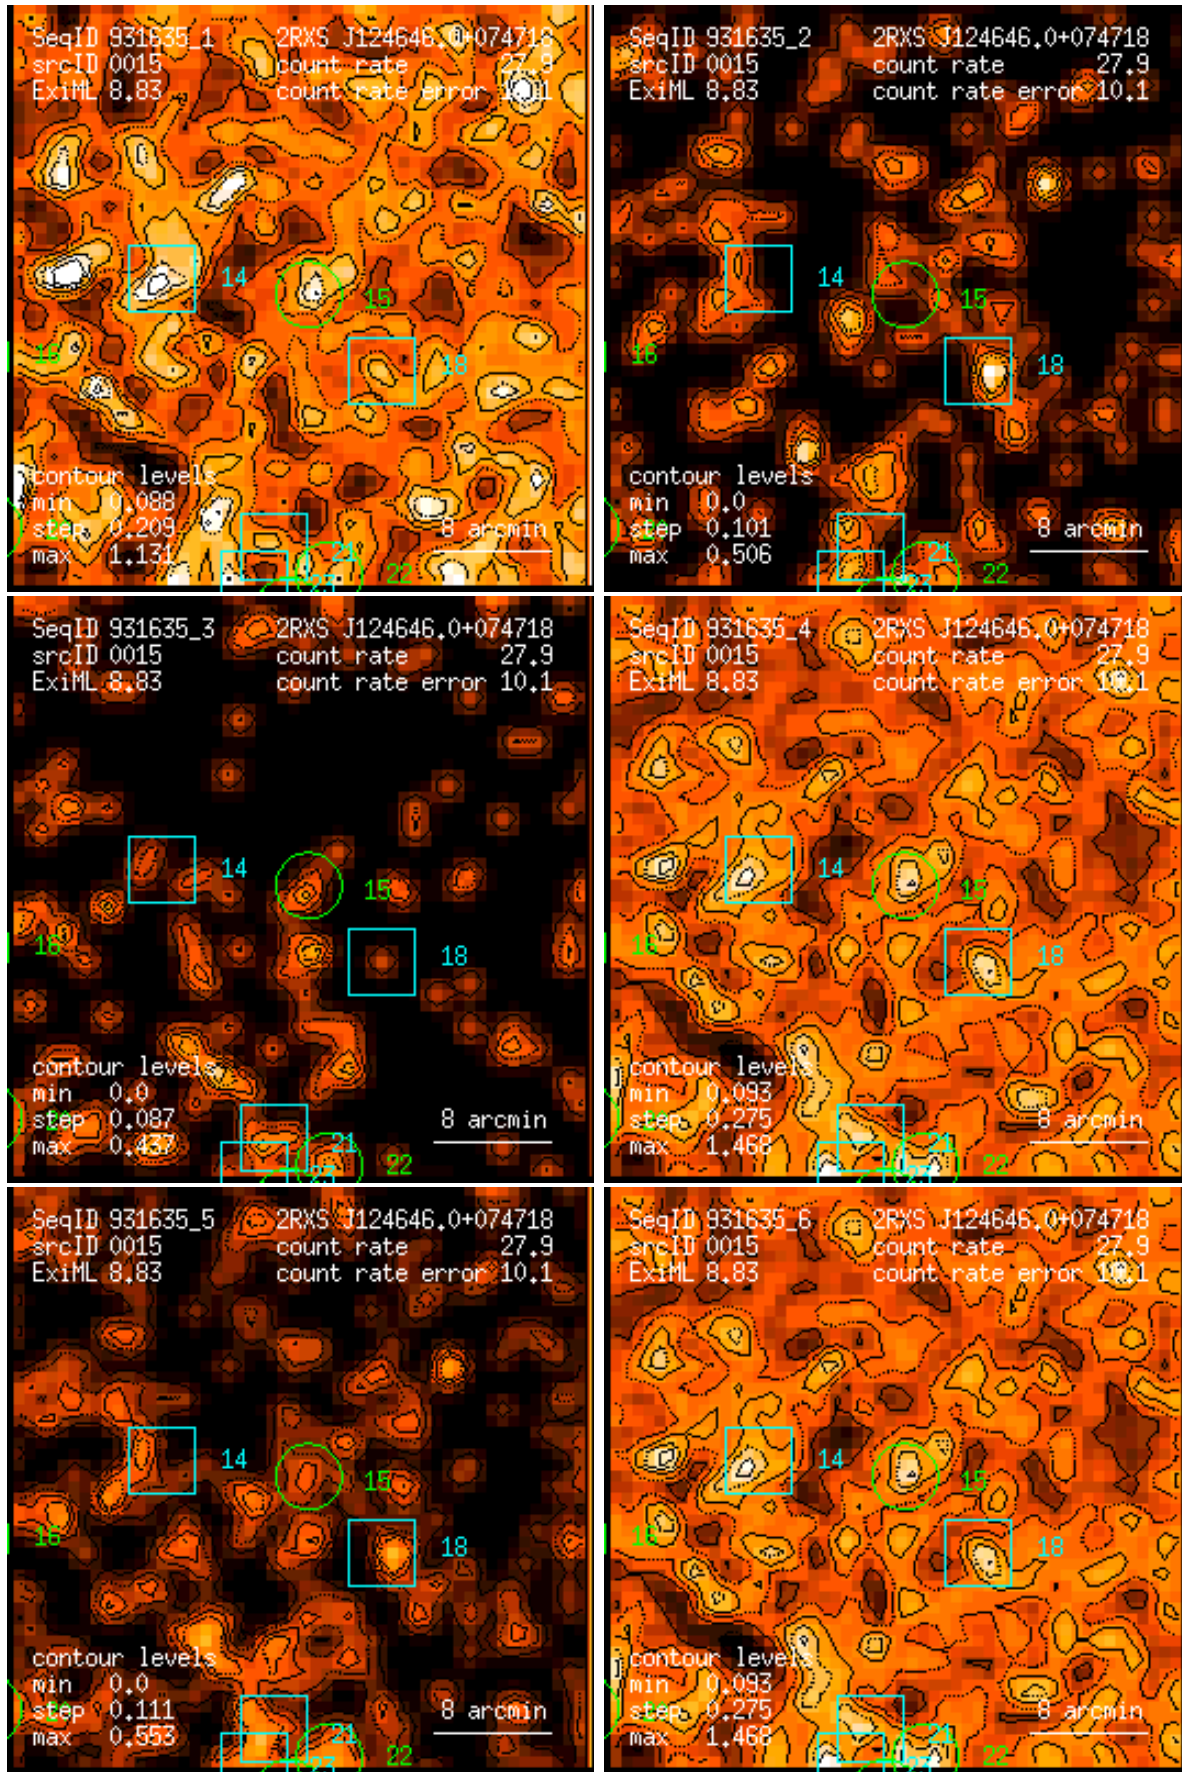 SeqID 931635_1 2RXS J124646.0+074718
srcID 0015 count rate 27.9
ExiML 8.83 count rate error 10.1
14
15
16
18
contour levels
min 0.088
step 0.209
max 1.131
8 arcmin
21
22
23
SeqID 931635_2 2RXS J124646.0+074718
srcID 0015 count rate 27.9
ExiML 8.83 count rate error 10.1
14
15
16
18
contour levels
min 0.0
step 0.101
max 0.506
8 arcmin
21
22
23
SeqID 931635_3 2RXS J124646.0+074718
srcID 0015 count rate 27.9
ExiML 8.83 count rate error 10.1
14
15
16
18
contour levels
min 0.0
step 0.087
max 0.437
8 arcmin
21
22
23
SeqID 931635_4 2RXS J124646.0+074718
srcID 0015 count rate 27.9
ExiML 8.83 count rate error 10.1
14
15
16
18
contour levels
min 0.093
step 0.275
max 1.468
8 arcmin
21
22
23
SeqID 931635_5 2RXS J124646.0+074718
srcID 0015 count rate 27.9
ExiML 8.83 count rate error 10.1
14
15
16
18
contour levels
min 0.0
step 0.111
max 0.553
8 arcmin
21
22
23
SeqID 931635_6 2RXS J124646.0+074718
srcID 0015 count rate 27.9
ExiML 8.83 count rate error 10.1
14
15
16
18
contour levels
min 0.093
step 0.275
max 1.468
8 arcmin
21
22
23